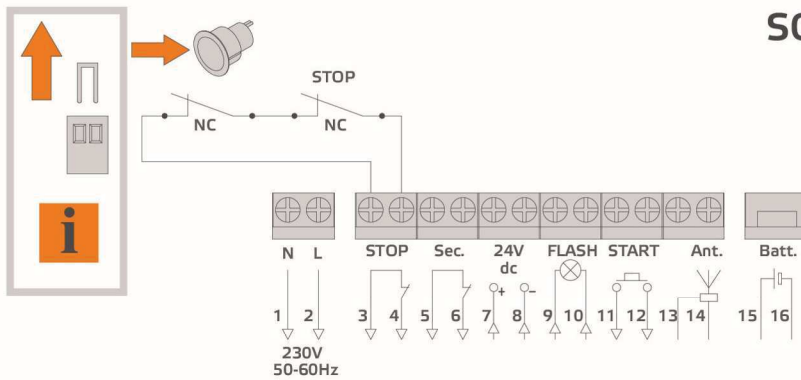 SC
STOP
NC
NC
i
N L STOP Sec. 24V dc FLASH START Ant. Batt.
+ −
1 2 3 4 5 6 7 8 9 10 11 12 13 14 15 16
230V
50-60Hz